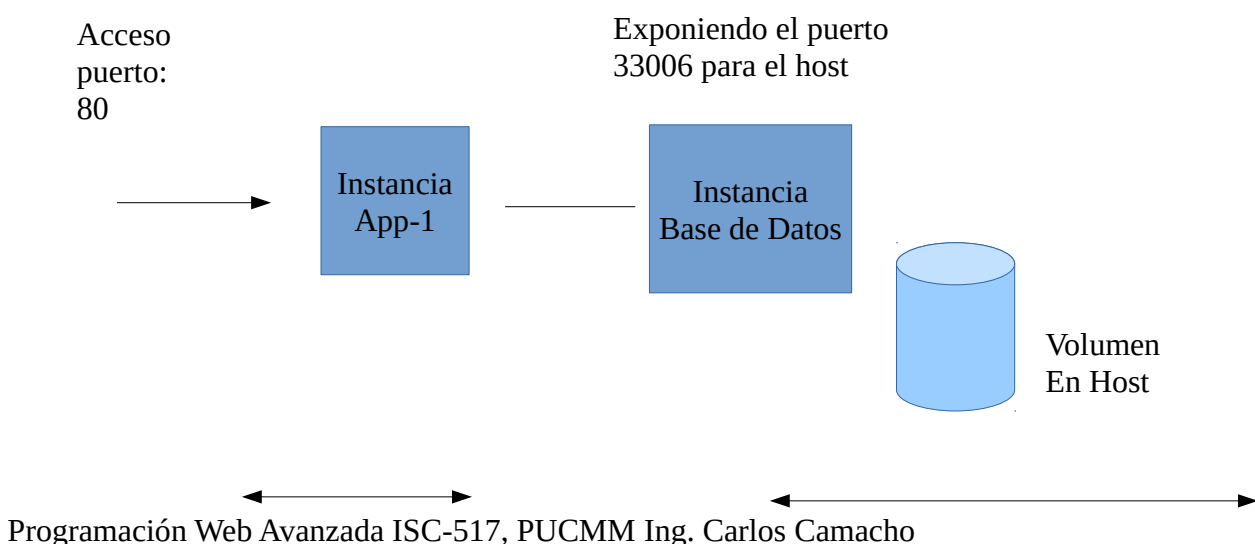 Acceso
puerto:
80
Exponiendo el puerto
33006 para el host
Instancia
App-1
Instancia
Base de Datos
Volumen
En Host
Programación Web Avanzada ISC-517, PUCMM Ing. Carlos Camacho